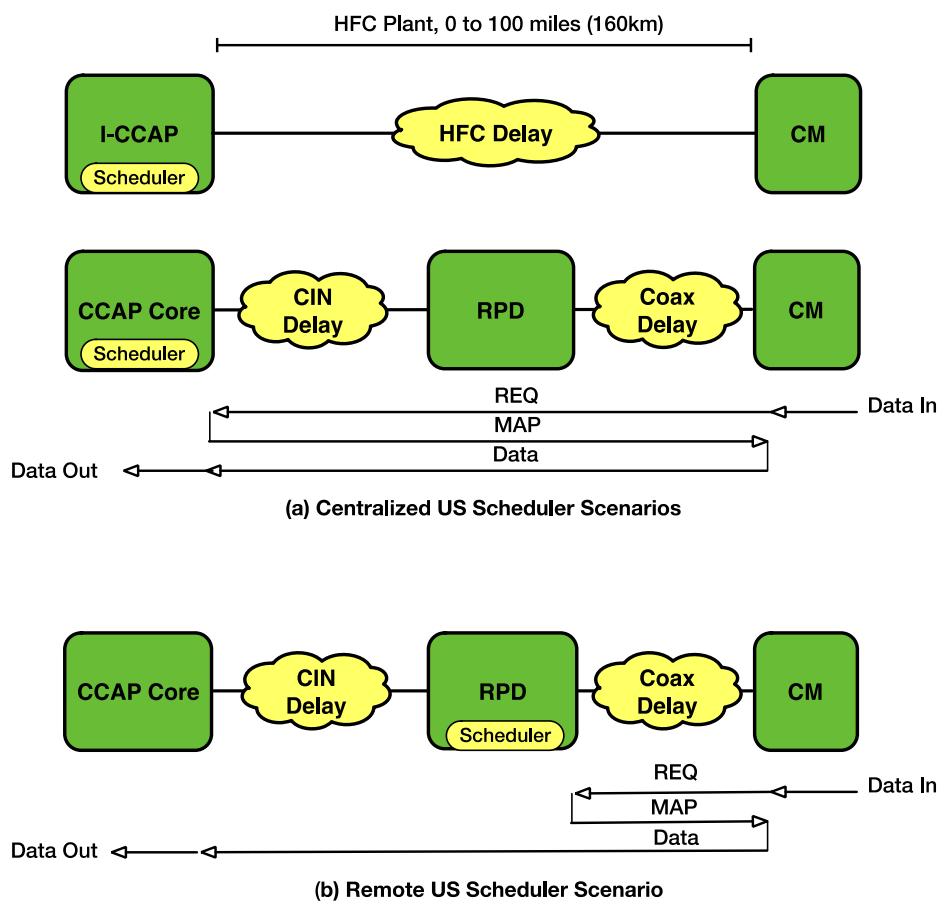 HFC Plant, 0 to 100 miles (160km)
I-CCAP
Scheduler
HFC Delay
CM
CCAP Core
Scheduler
CIN
Delay
RPD
Coax
Delay
CM
REQ
Data In
MAP
Data
Data Out
(a) Centralized US Scheduler Scenarios
CCAP Core
CIN
Delay
RPD
Scheduler
Coax
Delay
CM
REQ
Data In
MAP
Data
Data Out
(b) Remote US Scheduler Scenario